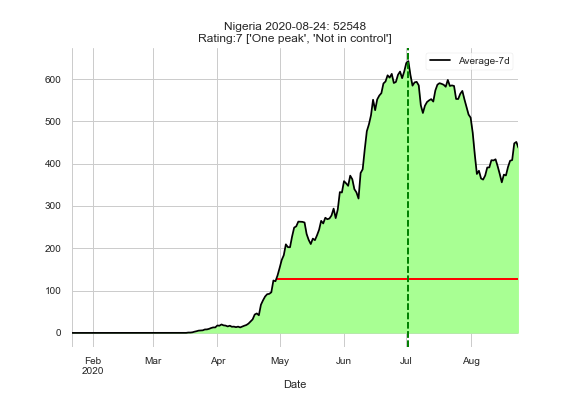 Nigeria 2020-08-24: 52548
Rating:7 ['One peak', 'Not in control']
Average-7d
600
500
400
300
200
100
0
Feb
2020
Mar
Apr
May
Jun
Jul
Aug
Date